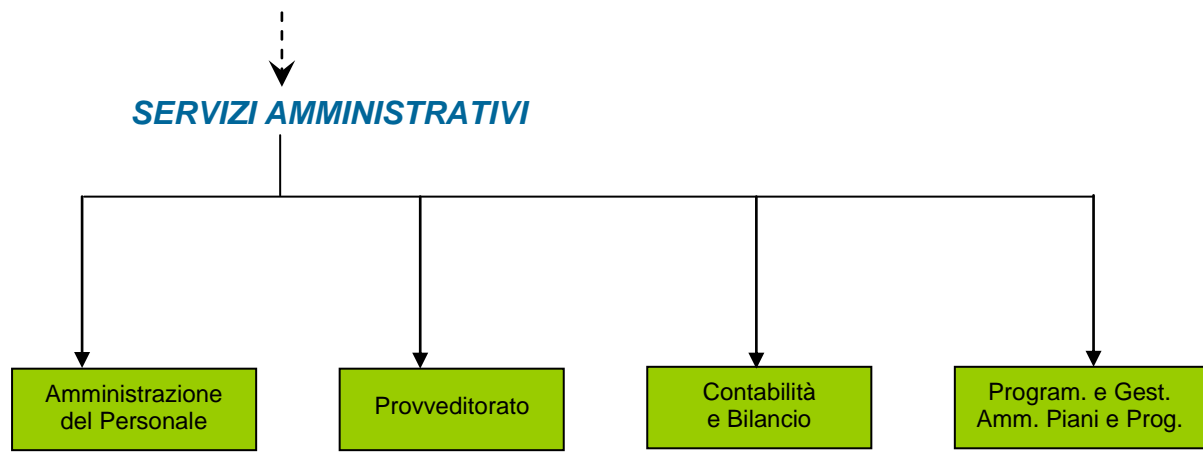 SERVIZI AMMINISTRATIVI
Amministrazione
del Personale
Provveditorato
Contabilità
e Bilancio
Program. e Gest.
Amm. Piani e Prog.